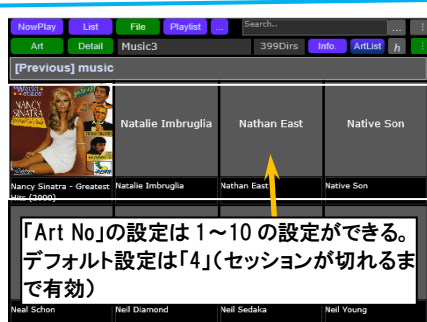 NowPlay List File Playlist ... Search.. ...
Art Detail Music3 399Dirs Info. ArtList h
[Previous] music
NANCY
SINATRA
Natalie Imbruglia Nathan East Native Son
Nancy Sinatra - Greatest Hits (2000) Natalie Imbruglia Nathan East Native Son
「Art No」の設定は 1～10 の設定ができる。
デフォルト設定は「4」(セッションが切れるま
で有効)
Neal Schon Neil Diamond Neil Sedaka Neil Young